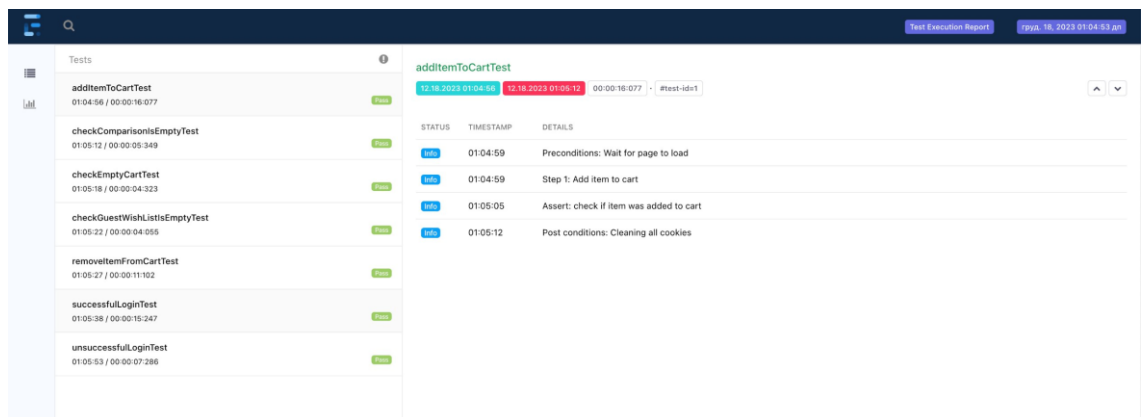 Test Execution Report груд. 18, 2023 01:04:53 дп
Tests
addItemToCartTest
01:04:56 / 00:00:16:077 Pass
checkComparisonIsEmptyTest
01:05:12 / 00:00:05:349 Pass
checkEmptyCartTest
01:05:18 / 00:00:04:323 Pass
checkGuestWishListIsEmptyTest
01:05:22 / 00:00:04:055 Pass
removeItemFromCartTest
01:05:27 / 00:00:11:102 Pass
successfulLoginTest
01:05:38 / 00:00:15:247 Pass
unsuccessfulLoginTest
01:05:53 / 00:00:07:286 Pass
addItemToCartTest
12.18.2023 01:04:56 12.18.2023 01:05:12 00:00:16:077 · #test-id=1
STATUS TIMESTAMP DETAILS
Info 01:04:59 Preconditions: Wait for page to load
Info 01:04:59 Step 1: Add item to cart
Info 01:05:05 Assert: check if item was added to cart
Info 01:05:12 Post conditions: Cleaning all cookies